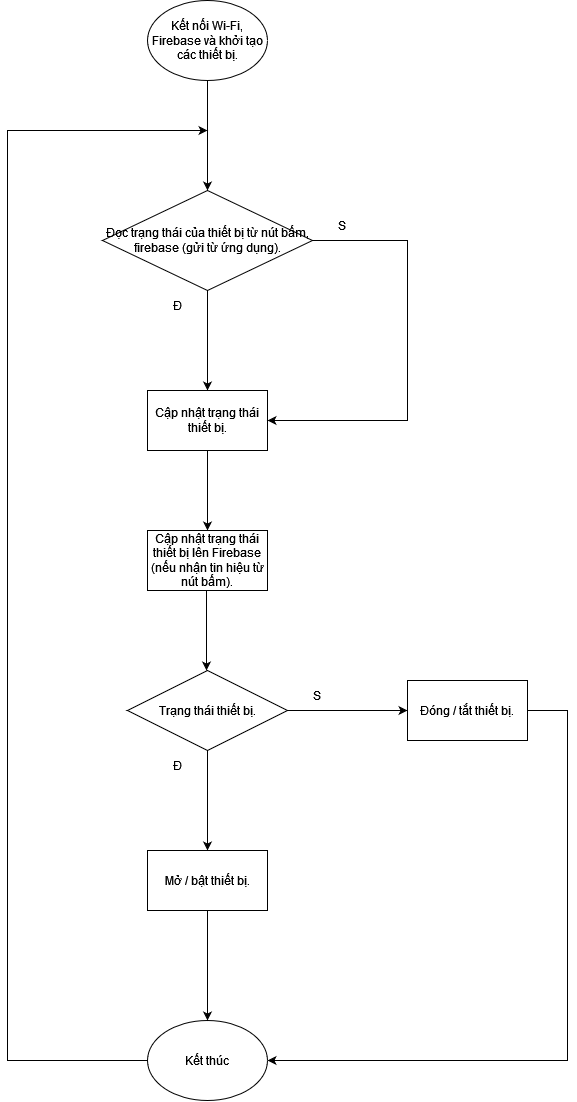 Kết nối Wi-Fi,
Firebase và khởi tạo
các thiết bị.
Đọc trạng thái của thiết bị từ nút bấm,
firebase (gửi từ ứng dụng).
S
Đ
Cập nhật trạng thái
thiết bị.
Cập nhật trạng thái
thiết bị lên Firebase
(nếu nhận tin hiệu từ
nút bấm).
Trạng thái thiết bị.
S
Đóng / tắt thiết bị.
Đ
Mở / bật thiết bị.
Kết thúc